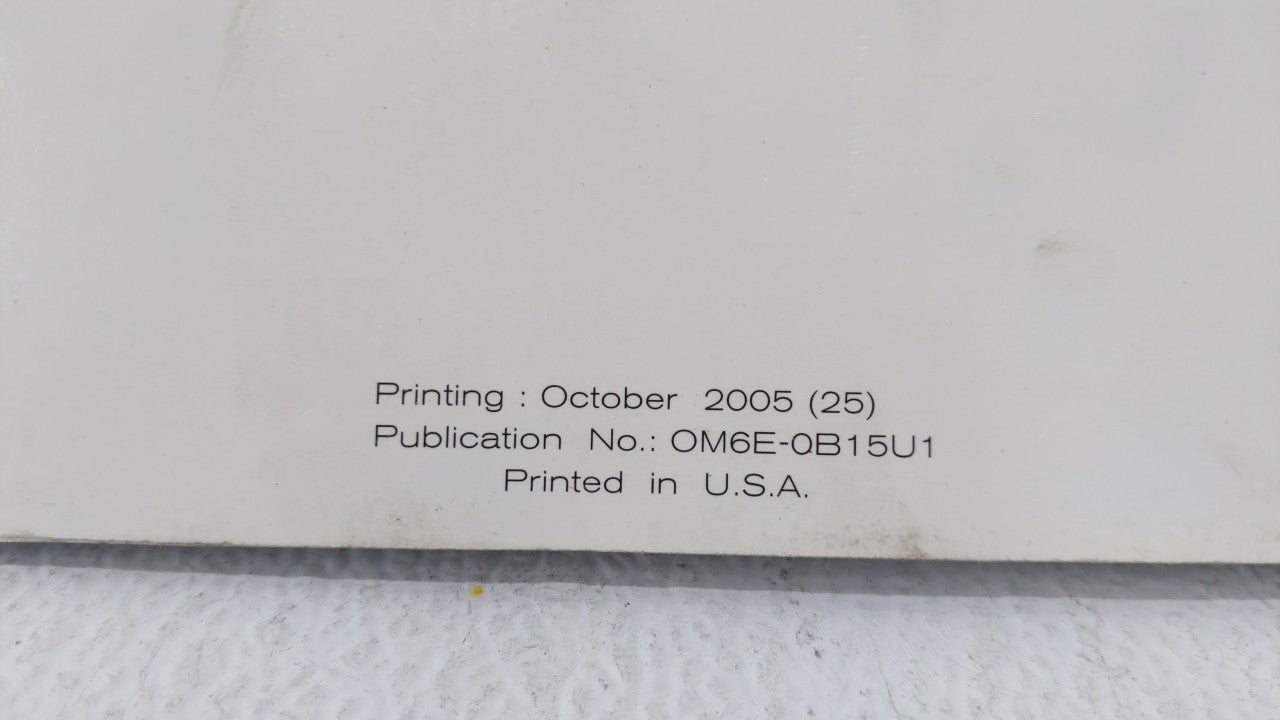 Printing : October 2005 (25)
Publication No.: OM6E-0B15U1
Printed in U.S.A.